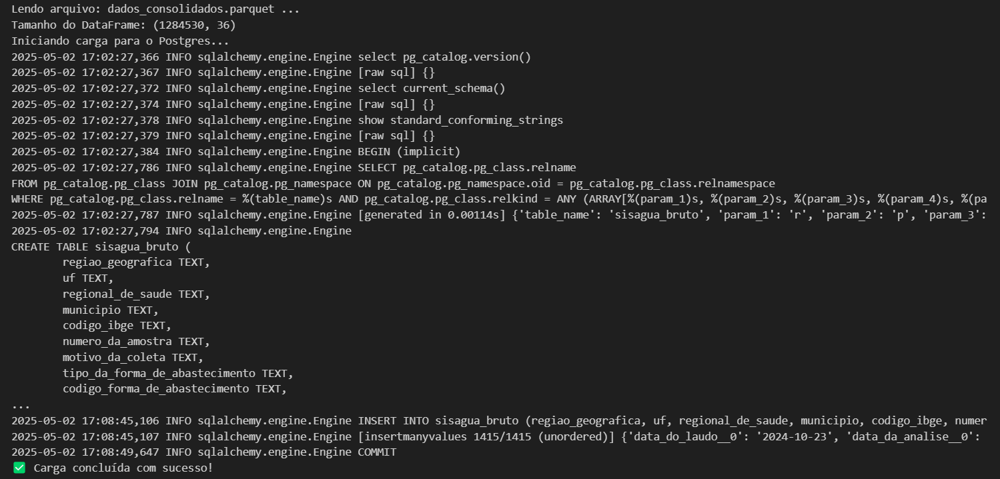 Lendo arquivo: dados_consolidados.parquet ...
Tamanho do DataFrame: (1284530, 36)
Iniciando carga para o Postgres...
2025-05-02 17:02:27,366 INFO sqlalchemy.engine.Engine select pg_catalog.version()
2025-05-02 17:02:27,367 INFO sqlalchemy.engine.Engine [raw sql] {}
2025-05-02 17:02:27,372 INFO sqlalchemy.engine.Engine select current_schema()
2025-05-02 17:02:27,374 INFO sqlalchemy.engine.Engine [raw sql] {}
2025-05-02 17:02:27,378 INFO sqlalchemy.engine.Engine show standard_conforming_strings
2025-05-02 17:02:27,379 INFO sqlalchemy.engine.Engine [raw sql] {}
2025-05-02 17:02:27,384 INFO sqlalchemy.engine.Engine BEGIN (implicit)
2025-05-02 17:02:27,786 INFO sqlalchemy.engine.Engine SELECT pg_catalog.pg_class.relname
FROM pg_catalog.pg_class JOIN pg_catalog.pg_namespace ON pg_catalog.pg_namespace.oid = pg_catalog.pg_class.relnamespace
WHERE pg_catalog.pg_class.relname = %(table_name)s AND pg_catalog.pg_class.relkind = ANY (ARRAY[%(param_1)s, %(param_2)s, %(param_3)s, %(param_4)s, %(pa
2025-05-02 17:02:27,787 INFO sqlalchemy.engine.Engine [generated in 0.00114s] {'table_name': 'sisagua_bruto', 'param_1': 'r', 'param_2': 'p', 'param_3':
2025-05-02 17:02:27,794 INFO sqlalchemy.engine.Engine
CREATE TABLE sisagua_bruto (
        regiao_geografica TEXT,
        uf TEXT,
        regional_de_saude TEXT,
        municipio TEXT,
        codigo_ibge TEXT,
        numero_da_amostra TEXT,
        motivo_da_coleta TEXT,
        tipo_da_forma_de_abastecimento TEXT,
        codigo_forma_de_abastecimento TEXT,
...
2025-05-02 17:08:45,106 INFO sqlalchemy.engine.Engine INSERT INTO sisagua_bruto (regiao_geografica, uf, regional_de_saude, municipio, codigo_ibge, numer
2025-05-02 17:08:45,107 INFO sqlalchemy.engine.Engine [insertmanyvalues 1415/1415 (unordered)] {'data_do_laudo__0': '2024-10-23', 'data_da_analise__0':
2025-05-02 17:08:49,647 INFO sqlalchemy.engine.Engine COMMIT
✅ Carga concluída com sucesso!